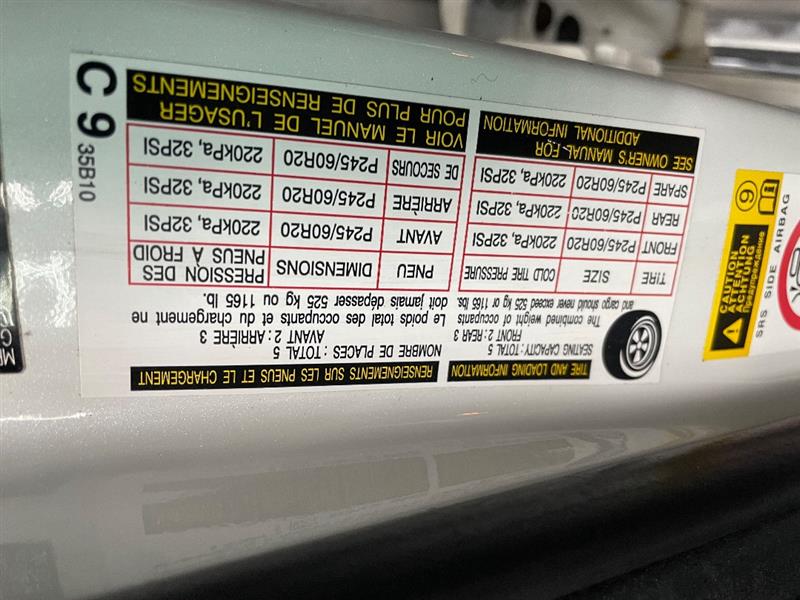 TIRE AND LOADING INFORMATION
SEATING CAPACITY : TOTAL 5
FRONT 2 : REAR 3
The combined weight of occupants
and cargo should never exceed 525 kg or 1165 lbs.
TIRE SIZE COLD TIRE PRESSURE
FRONT P245/60R20 220kPa, 32PSI
REAR P245/60R20 220kPa, 32PSI
SPARE P245/60R20 220kPa, 32PSI
SEE OWNER'S MANUAL FOR
ADDITIONAL INFORMATION
RENSEIGNEMENTS SUR LES PNEUS ET LE CHARGEMENT
NOMBRE DE PLACES : TOTAL 5
AVANT 2 : ARRIÈRE 3
Le poids total des occupants et du chargement ne
doit jamais dépasser 525 kg ou 1165 lb.
PNEU DIMENSIONS PRESSION DES
PNEUS À FROID
AVANT P245/60R20 220kPa, 32PSI
ARRIÈRE P245/60R20 220kPa, 32PSI
DE SECOURS P245/60R20 220kPa, 32PSI
VOIR LE MANUEL DE L'USAGER
POUR PLUS DE RENSEIGNEMENTS
C 9
35B10
CAUTION
ATTENTION
ACHTUNG
Предупреждение
SRS SIDE AIRBAG